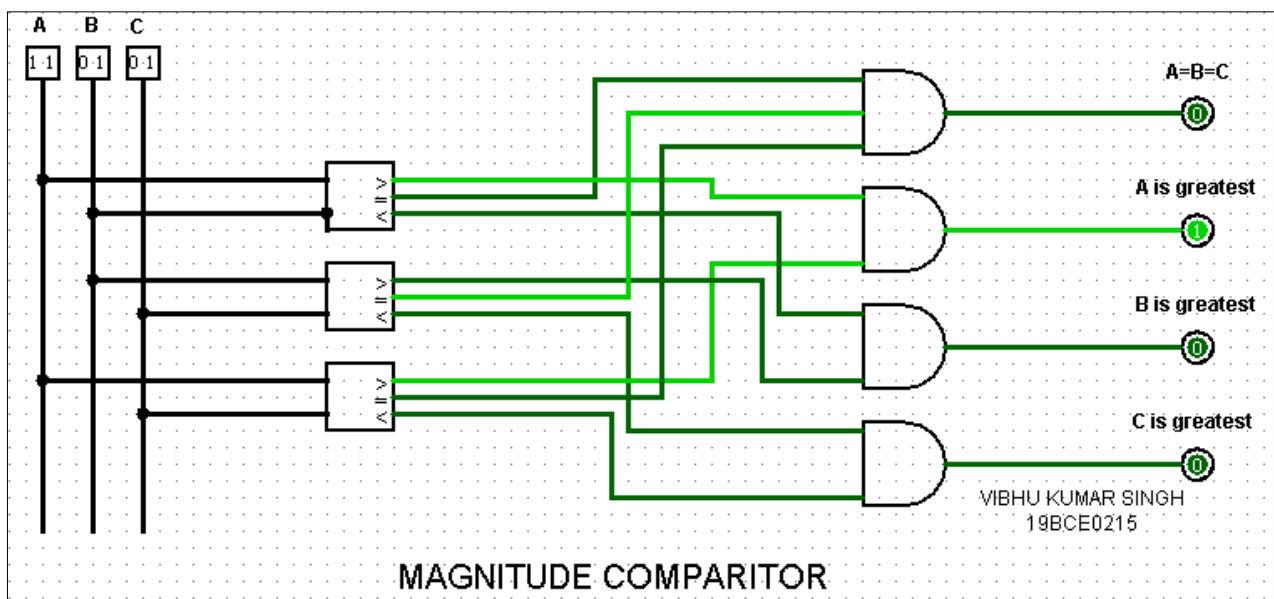 A B C
1 1 0 1 0 1
A=B=C
0
>
=
<
A is greatest
1
>
=
<
B is greatest
0
>
=
<
C is greatest
0
VIBHU KUMAR SINGH
19BCE0215
MAGNITUDE COMPARITOR